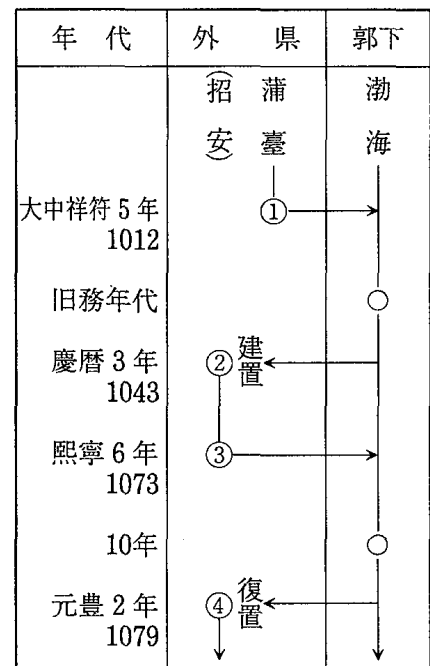 年代 外県 郭下
(招安) 蒲臺 渤海
大中祥符5年 ①
1012
旧務年代 ○
慶暦3年 ② 建置
1043
熙寧6年 ③
1073
10年 ○
元豊2年 ④ 復置
1079